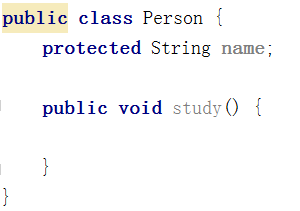 public class Person {
    protected String name;
    public void study() {
    }
}